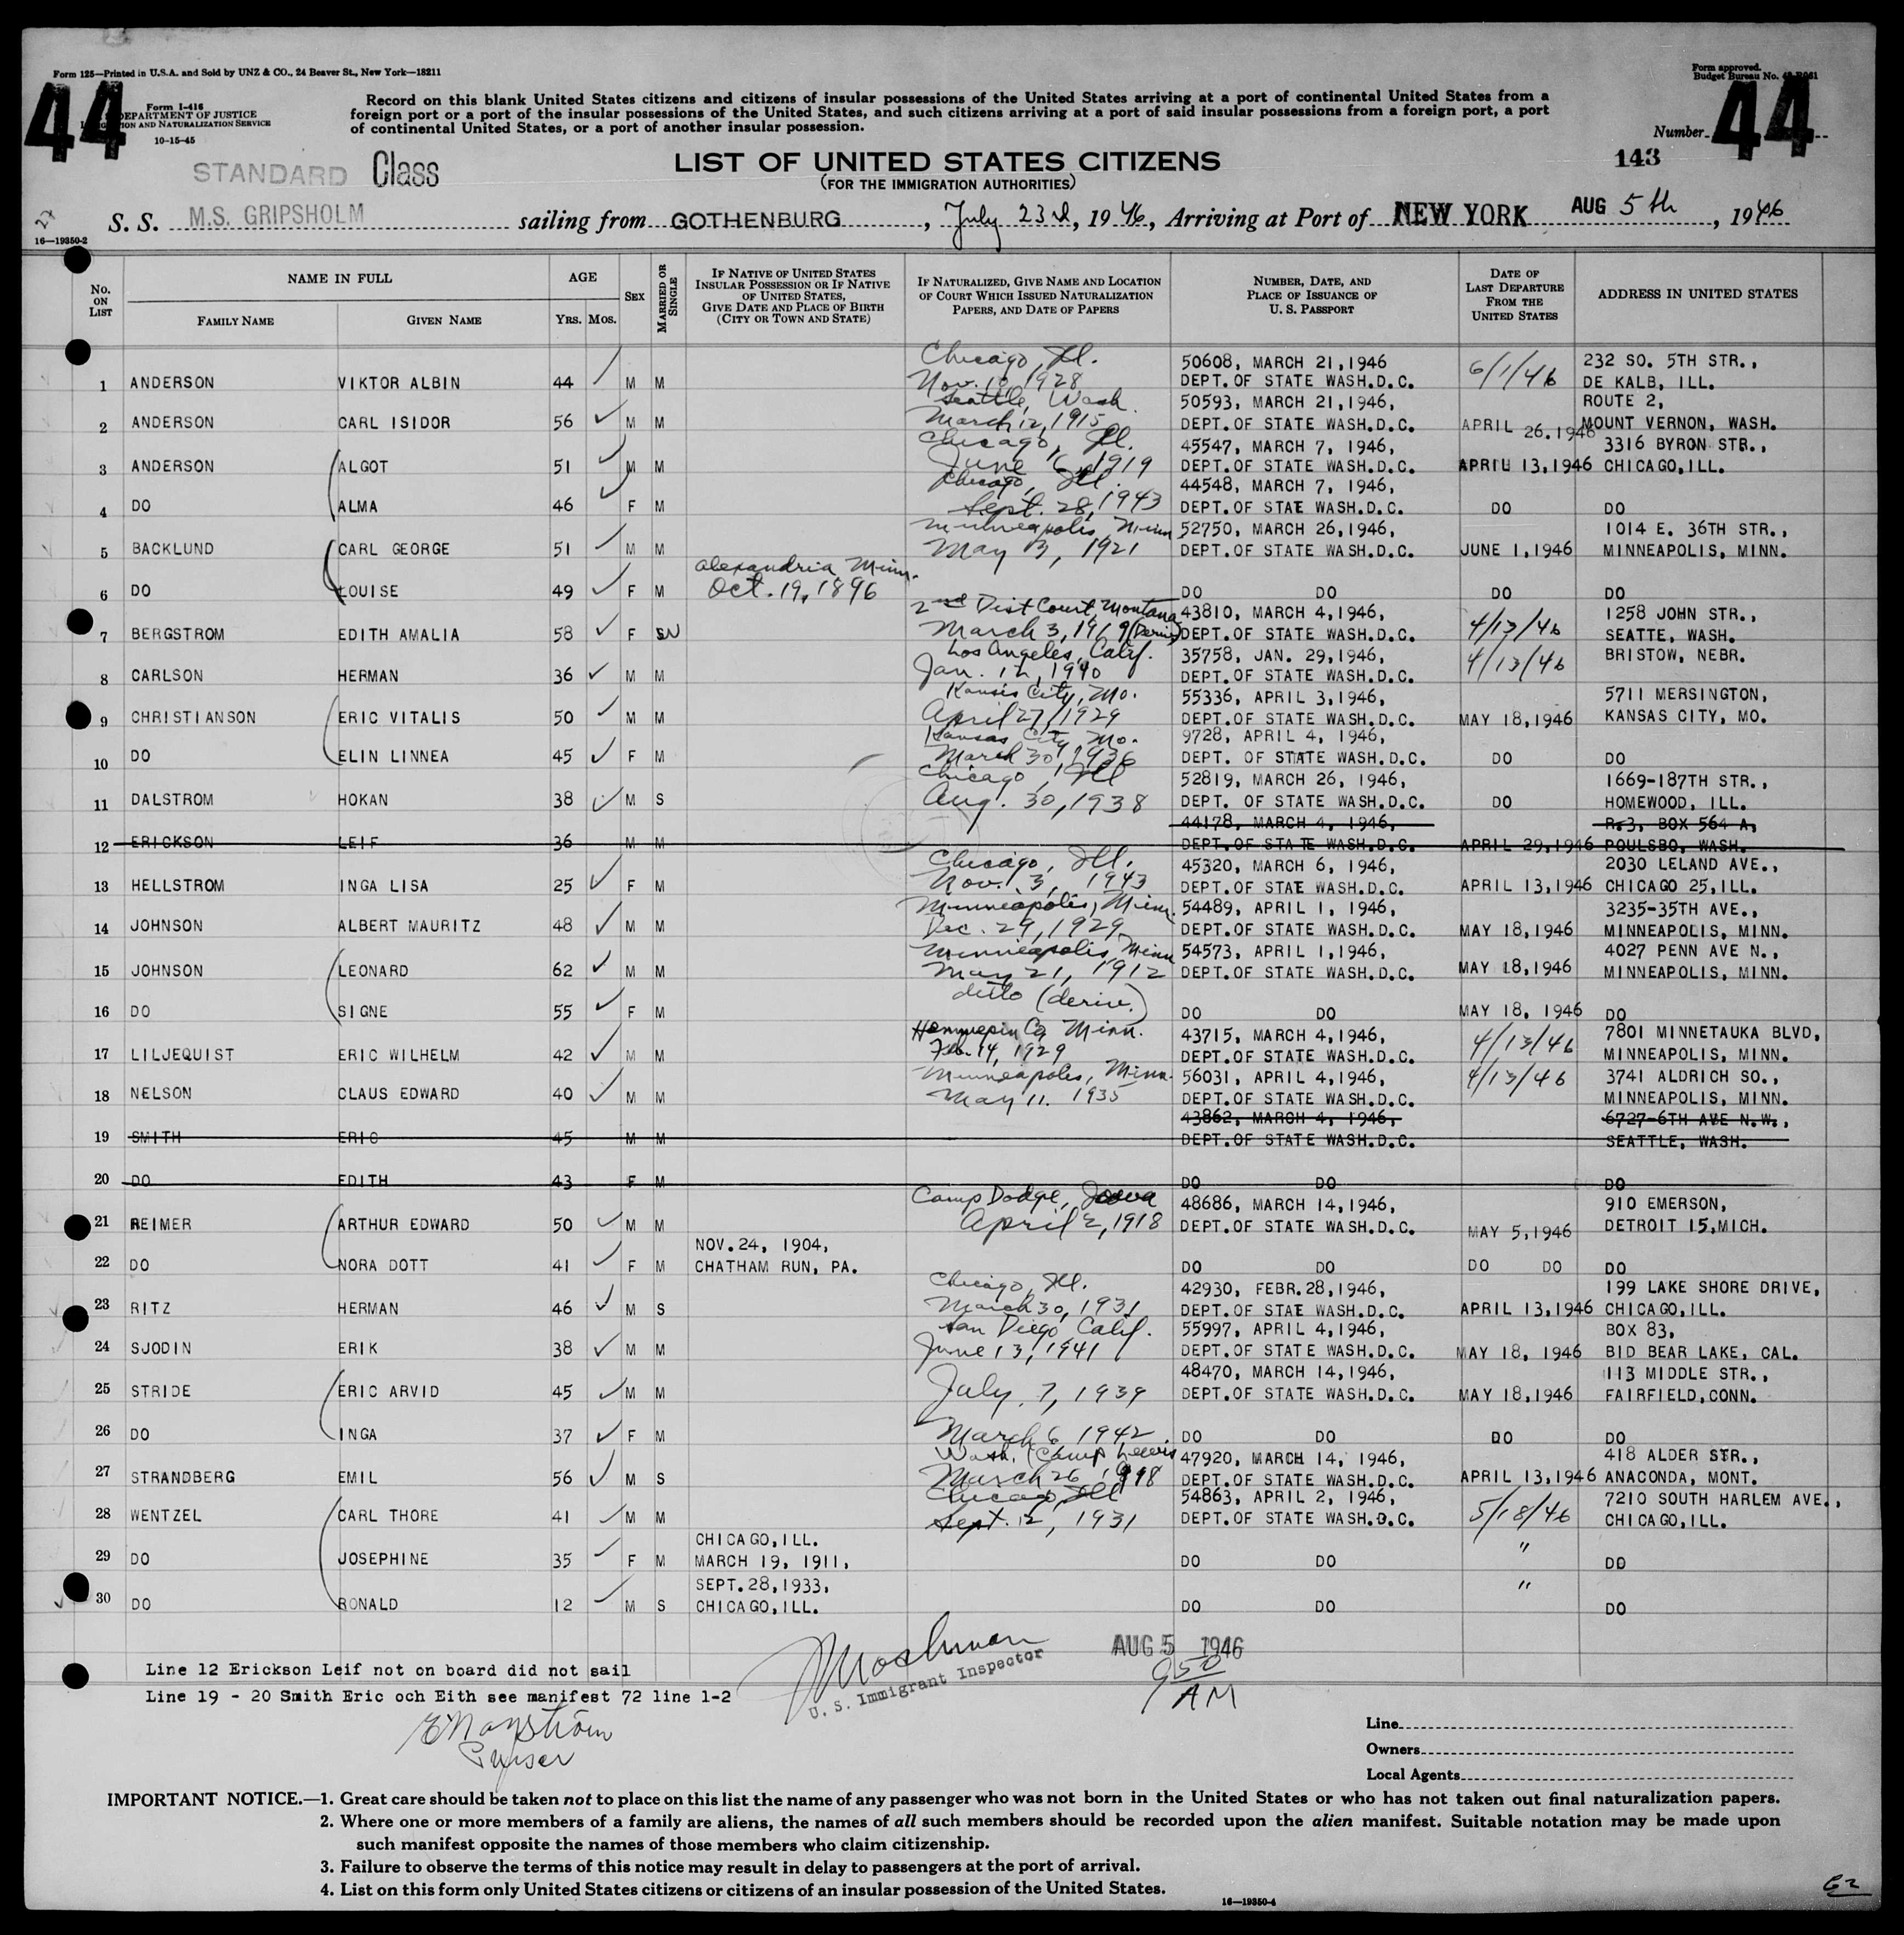 Form 125—Printed in U.S.A. and Sold by UNZ & CO., 24 Beaver St., New York—18211
Form approved.
Budget Bureau No.
44
Form I-416
DEPARTMENT OF JUSTICE
IMMIGRATION AND NATURALIZATION SERVICE
10-15-45
Record on this blank United States citizens and citizens of insular possessions of the United States arriving at a port of continental United States from a
foreign port or a port of the insular possessions of the United States, and such citizens arriving at a port of said insular possessions from a foreign port, a port
of continental United States, or a port of another insular possession.
Number 44
143
STANDARD Class
LIST OF UNITED STATES CITIZENS
(FOR THE IMMIGRATION AUTHORITIES)
S. S. M.S. GRIPSHOLM sailing from GOTHENBURG, July 23rd, 1946, Arriving at Port of NEW YORK AUG 5th, 1946
16—19350-2
No. ON LIST
NAME IN FULL
FAMILY NAME
GIVEN NAME
AGE
YRS. MOS.
SEX
MARRIED OR SINGLE
IF NATIVE OF UNITED STATES INSULAR POSSESSION OR IF NATIVE OF UNITED STATES, GIVE DATE AND PLACE OF BIRTH (CITY OR TOWN AND STATE)
IF NATURALIZED, GIVE NAME AND LOCATION OF COURT WHICH ISSUED NATURALIZATION PAPERS, AND DATE OF PAPERS
NUMBER, DATE, AND PLACE OF ISSUANCE OF U. S. PASSPORT
DATE OF LAST DEPARTURE FROM THE UNITED STATES
ADDRESS IN UNITED STATES
Chicago, Ill. 50608, MARCH 21,1946 232 SO. 5TH STR.,
1 ANDERSON VIKTOR ALBIN 44 M M Nov. 18, 1928 DEPT.OF STATE WASH.D.C. 6/1/46 DE KALB, ILL.
Seattle, Wash. 50593, MARCH 21,1946, ROUTE 2,
2 ANDERSON CARL ISIDOR 56 M M March 12, 1915 DEPT.OF STATE WASH.D.C. APRIL 26.1946 MOUNT VERNON, WASH.
Chicago, Ill. 45547, MARCH 7, 1946, 3316 BYRON STR.,
3 ANDERSON ALGOT 51 M M June 6, 1919 DEPT.OF STATE WASH.D.C. APRIL 13,1946 CHICAGO,ILL.
Chicago, Ill. 44548, MARCH 7, 1946,
4 DO ALMA 46 F M Sept. 28, 1943 DEPT.OF STAE WASH.D.C. DO DO
Minneapolis, Minn 52750, MARCH 26,1946, 1014 E. 36TH STR.,
5 BACKLUND CARL GEORGE 51 M M May 3, 1921 DEPT.OF STATE WASH.D.C. JUNE 1,1946 MINNEAPOLIS, MINN.
Alexandria, Minn.
6 DO LOUISE 49 F M Oct. 19, 1896 DO DO DO DO
2nd Dist Court, Montana 43810, MARCH 4,1946, 1258 JOHN STR.,
7 BERGSTROM EDITH AMALIA 58 F March 3, 1919 (Deriv) DEPT.OF STATE WASH.D.C. 4/13/46 SEATTE, WASH.
Los Angeles, Calif. 35758, JAN. 29,1946, BRISTOW, NEBR.
8 CARLSON HERMAN 36 M M Jan. 12, 1940 DEPT.OF STATE WASH.D.C. 4/13/46
Kansis City, Mo. 55336, APRIL 3,1946, 5711 MERSINGTON,
9 CHRISTIANSON ERIC VITALIS 50 M M April 27, 1929 DEPT.OF STATE WASH.D.C. MAY 18,1946 KANSAS CITY, MO.
Kansas City, Mo. 9728, APRIL 4, 1946,
10 DO ELIN LINNEA 45 F M March 30, 1936 DEPT. OF STATE WASH.D.C. DO DO
Chicago, Ill 52819, MARCH 26, 1946, 1669-187TH STR.,
11 DALSTROM HOKAN 38 M S Aug. 30, 1938 DEPT. OF STATE WASH.D.C. DO HOMEWOOD, ILL.
44178, MARCH 4, 1946, R.3, BOX 564 A,
12 ERICKSON LEIF 36 M M DEPT.OF STATE WASH.D.C. APRIL 29,1946 POULSBO, WASH.
Chicago, Ill. 45320, MARCH 6, 1946, 2030 LELAND AVE.,
13 HELLSTROM INGA LISA 25 F M Nov. 3, 1943 DEPT.OF STAE WASH.D.C. APRIL 13,1946 CHICAGO 25,ILL.
Minneapolis, Minn. 54489, APRIL 1, 1946, 3235-35TH AVE.,
14 JOHNSON ALBERT MAURITZ 48 M M Dec. 29, 1929 DEPT.OF STATE WASH.D.C. MAY 18,1946 MINNEAPOLIS, MINN.
Minneapolis, Minn 54573, APRIL 1,1946, 4027 PENN AVE N.,
15 JOHNSON LEONARD 62 M M May 21, 1912 DEPT.OF STATE WASH.D.C. MAY 18,1946 MINNEAPOLIS, MINN.
16 DO SIGNE 55 F M ditto (deriv.) DO DO MAY 18, 1946 DO
Hennepin Co, Minn. 43715, MARCH 4,1946, 7801 MINNETAUKA BLVD,
17 LILJEQUIST ERIC WILHELM 42 M M Feb. 14, 1929 DEPT.OF STATE WASH.D.C. 4/13/46 MINNEAPOLIS, MINN.
Minneapolis, Minn. 56031, APRIL 4,1946, 3741 ALDRICH SO.,
18 NELSON CLAUS EDWARD 40 M M May 11. 1935 DEPT.OF STATE WASH.D.C. 4/13/46 MINNEAPOLIS, MINN.
43862, MARCH 4, 1946, 6727-6TH AVE N.W.,
19 SMITH ERIC 45 M M DEPT.OF STATE WASH.D.C. SEATTLE, WASH.
20 DO EDITH 43 F M DO DO DO
Camp Dodge, Iowa 48686, MARCH 14,1946, 910 EMERSON,
21 REIMER ARTHUR EDWARD 50 M M April 2, 1918 DEPT.OF STATE WASH.D.C. MAY 5,1946 DETROIT 15,MICH.
NOV.24, 1904,
22 DO NORA DOTT 41 F M CHATHAM RUN, PA. DO DO DO DO DO
Chicago, Ill. 42930, FEBR.28,1946, 199 LAKE SHORE DRIVE,
23 RITZ HERMAN 46 M S March 30, 1931 DEPT.OF STAE WASH.D.C. APRIL 13,1946 CHICAGO,ILL.
San Diego, Calif. 55997, APRIL 4,1946, BOX 83,
24 SJODIN ERIK 38 M M June 13, 1941 DEPT.OF STATE WASH.D.C. MAY 18, 1946 BID BEAR LAKE, CAL.
48470, MARCH 14,1946, 113 MIDDLE STR.,
25 STRIDE ERIC ARVID 45 M M July 7, 1939 DEPT.OF STATE WASH.D.C. MAY 18,1946 FAIRFIELD,CONN.
26 DO INGA 37 F M March 6 1942 DO DO DO DO
Wash. (Camp Lewis 47920, MARCH 14, 1946, 418 ALDER STR.,
27 STRANDBERG EMIL 56 M S March 26, 1918 DEPT.OF STATE WASH.D.C. APRIL 13,1946 ANACONDA, MONT.
Chicago, Ill 54863, APRIL 2, 1946, 7210 SOUTH HARLEM AVE.,
28 WENTZEL CARL THORE 41 M M Sept. 12, 1931 DEPT.OF STATE WASH.D.C. 5/18/46 CHICAGO,ILL.
CHICAGO,ILL.
29 DO JOSEPHINE 35 F M MARCH 19, 1911, DO DO " DO
SEPT.28,1933,
30 DO RONALD 12 M S CHICAGO,ILL. DO DO " DO
AUG 5 1946
9 50 AM
U. S. Immigrant Inspector
Line 12 Erickson Leif not on board did not sail
Line 19 - 20 Smith Eric och Eith see manifest 72 line 1-2
Purser
Line
Owners
Local Agents
IMPORTANT NOTICE.—1. Great care should be taken not to place on this list the name of any passenger who was not born in the United States or who has not taken out final naturalization papers.
2. Where one or more members of a family are aliens, the names of all such members should be recorded upon the alien manifest. Suitable notation may be made upon
such manifest opposite the names of those members who claim citizenship.
3. Failure to observe the terms of this notice may result in delay to passengers at the port of arrival.
4. List on this form only United States citizens or citizens of an insular possession of the United States.
16—19350-4